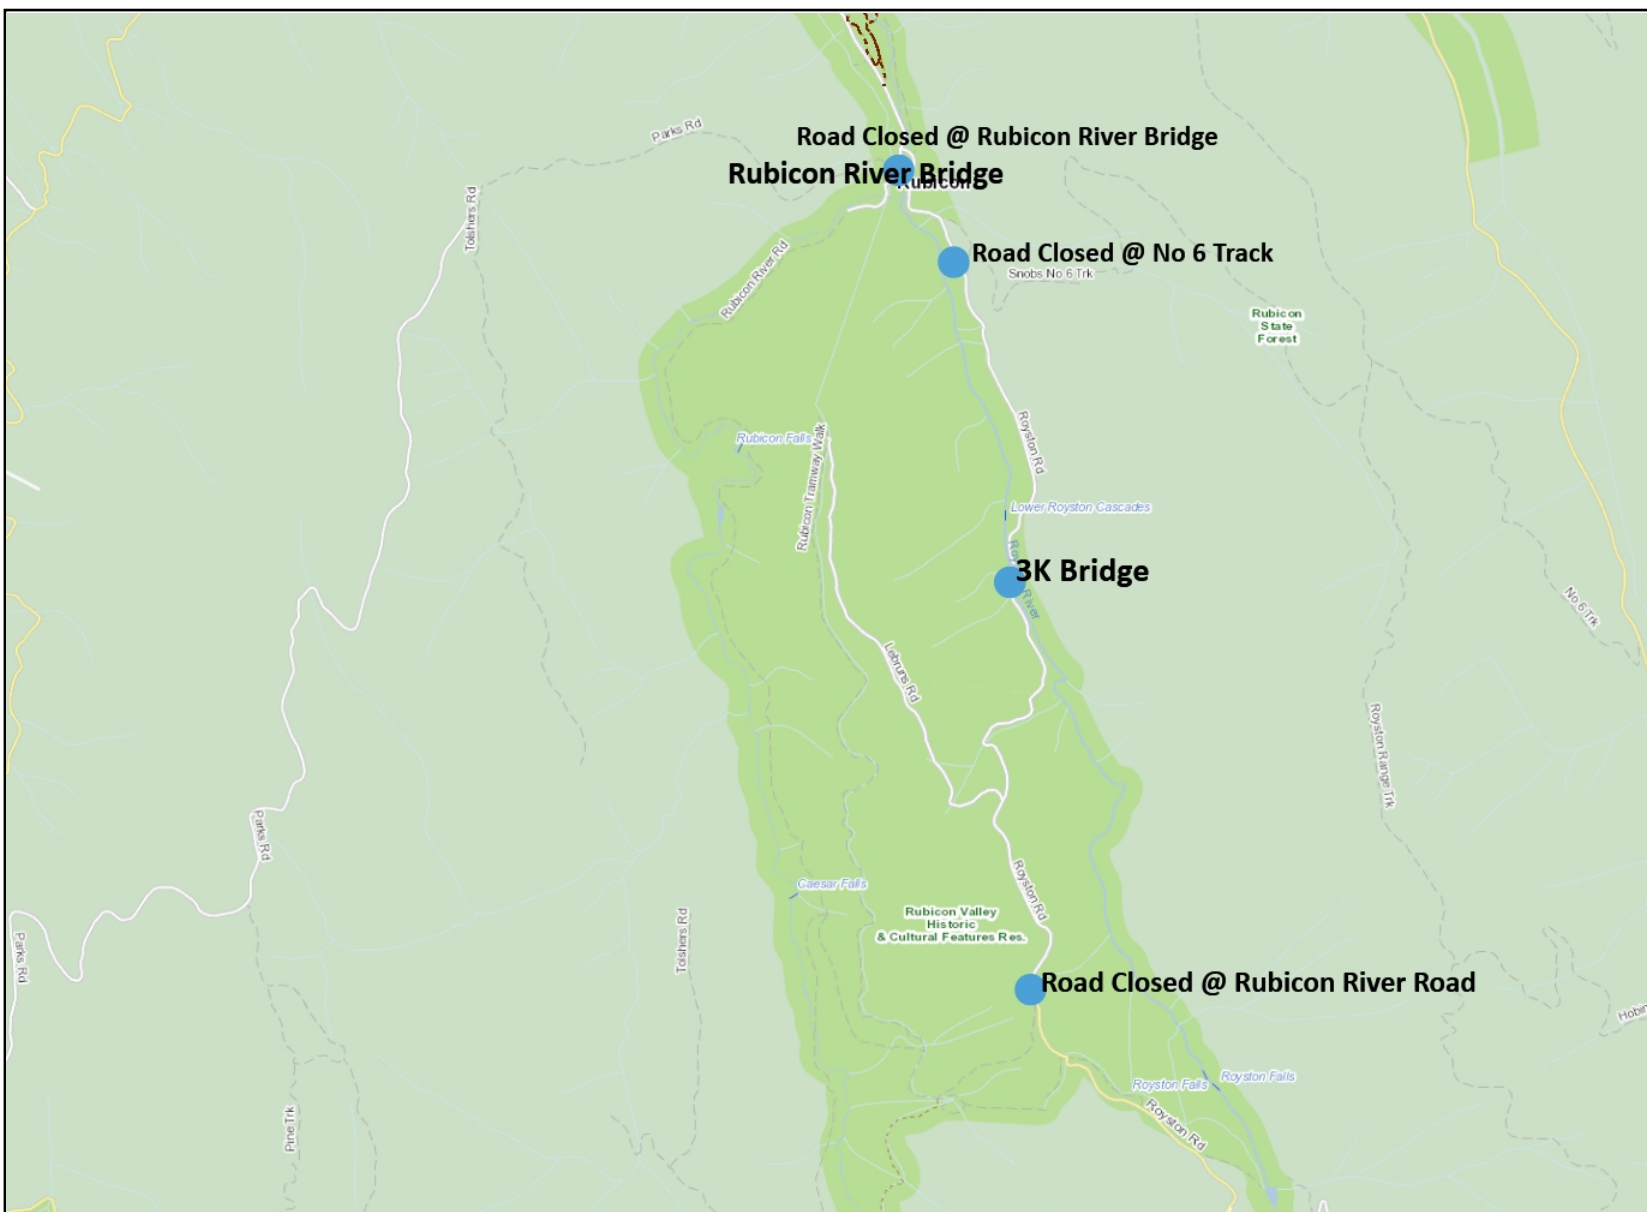 Road Closed @ Rubicon River Bridge
Parks Rd
Rubicon River Bridge
Rubicon
Tolshers Rd
Road Closed @ No 6 Track
Snobs No 6 Trk
Rubicon River Rd
Rubicon
State
Forest
Royston Rd
Rubicon Falls
Rubicon Tramway Walk
Lower Royston Cascades
3K Bridge
River
No 6 Trk
Lebruns Rd
Royston Range Trk
Parks Rd
Royston Rd
Caesar Falls
Rubicon Valley
Historic
& Cultural Features Res.
Tolshers Rd
Parks Rd
Road Closed @ Rubicon River Road
Royston Falls
Royston Falls
Royston Rd
Pine Trk